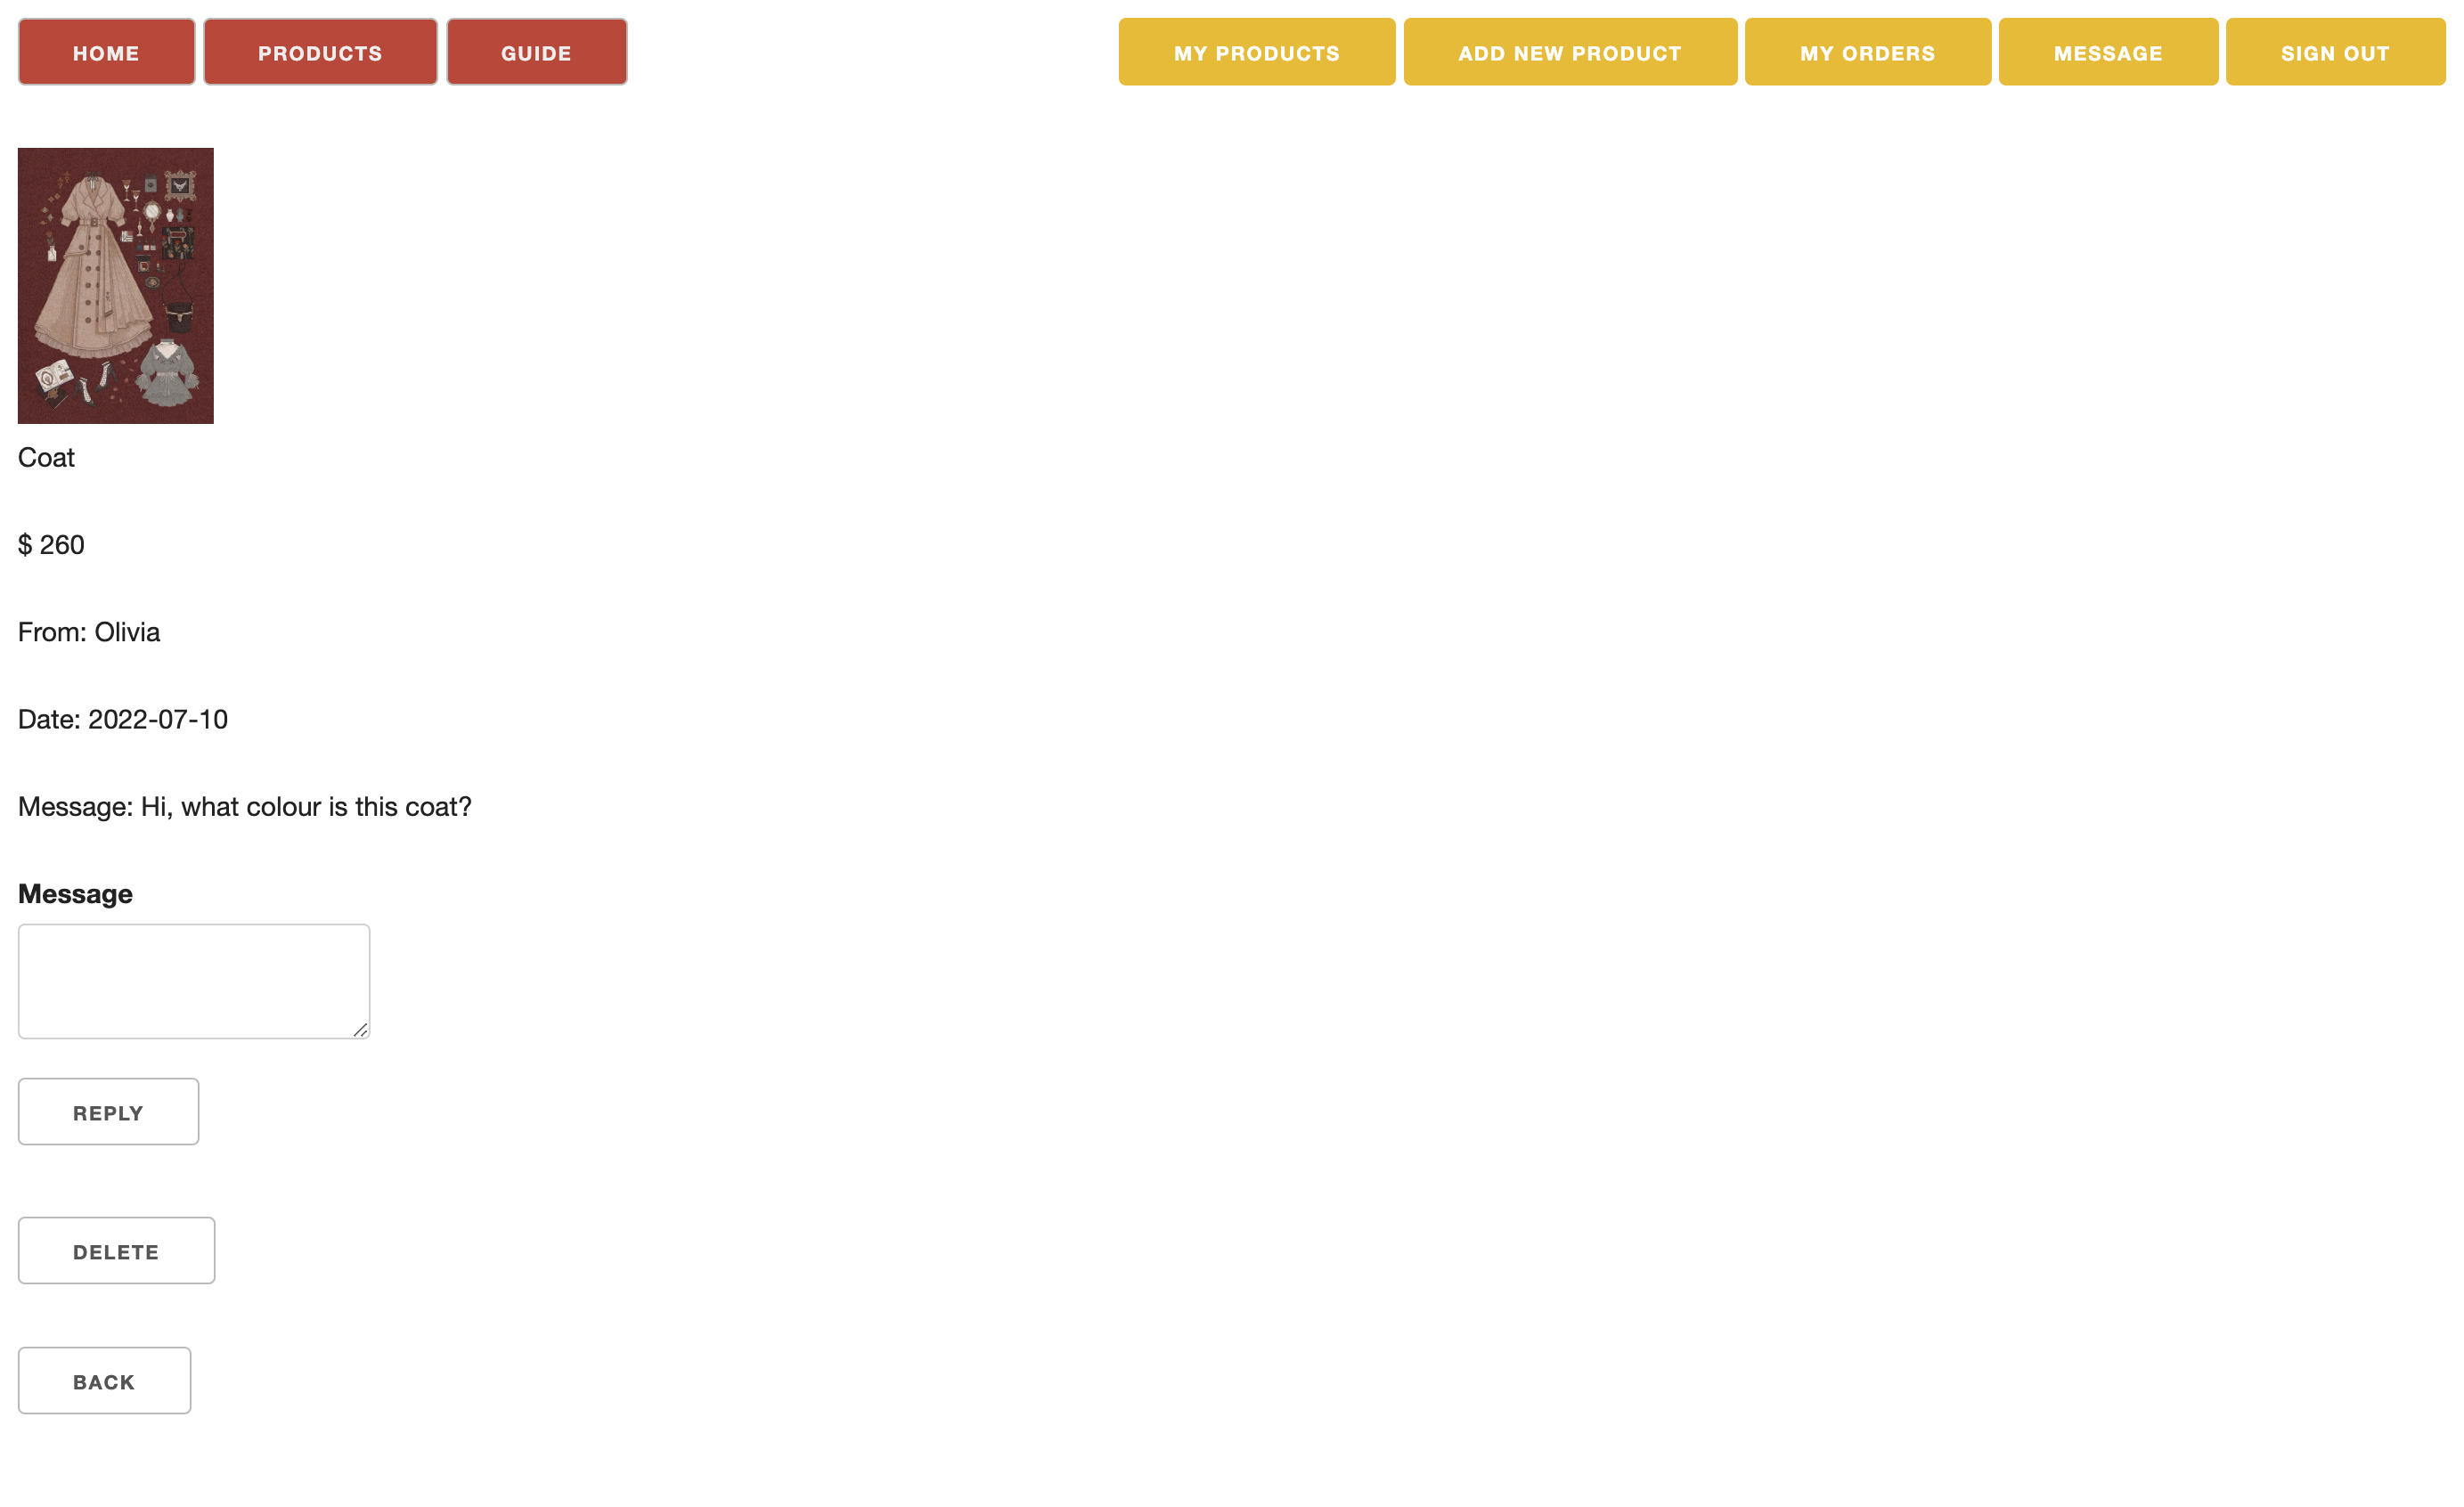 HOME PRODUCTS GUIDE MY PRODUCTS ADD NEW PRODUCT MY ORDERS MESSAGE SIGN OUT
Coat
$ 260
From: Olivia
Date: 2022-07-10
Message: Hi, what colour is this coat?
Message
REPLY
DELETE
BACK